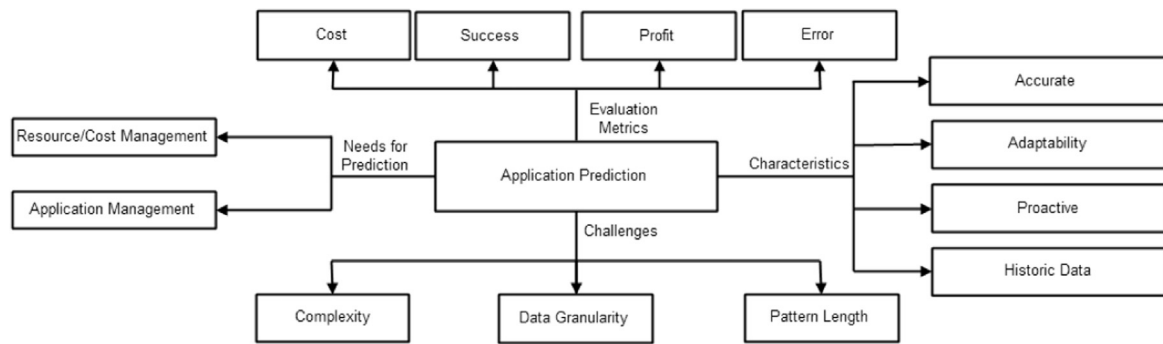 Cost
Success
Profit
Error
Accurate
Evaluation
Metrics
Resource/Cost Management
Needs for
Prediction
Application Prediction
Characteristics
Adaptability
Application Management
Proactive
Challenges
Historic Data
Complexity
Data Granularity
Pattern Length